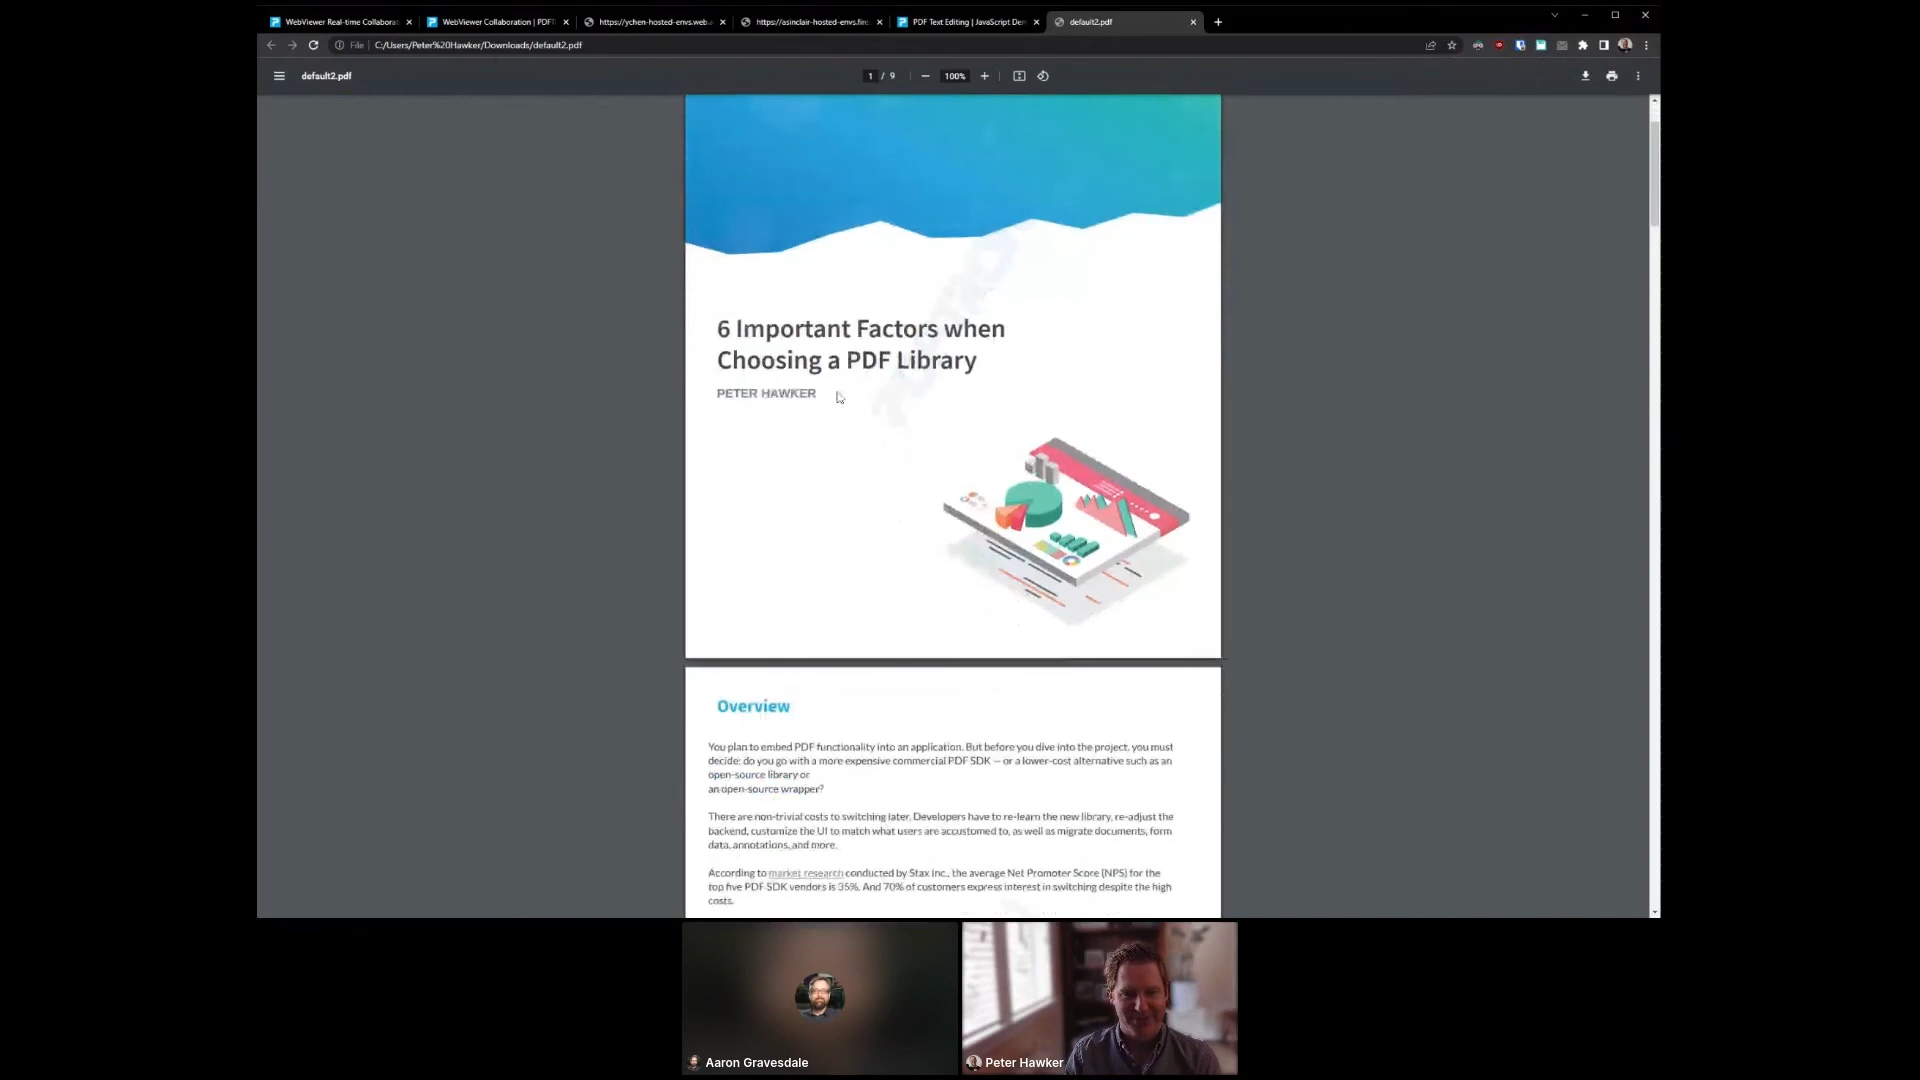 WebViewer Real-time Collaborat
WebViewer Collaboration | PDFT
https://ychen-hosted-envs.web.a
https://asinclair-hosted-envs.fire
PDF Text Editing | JavaScript Dem
default2.pdf
File | C:/Users/Peter%20Hawker/Downloads/default2.pdf
default2.pdf
1 / 9
100%
6 Important Factors when
Choosing a PDF Library
PETER HAWKER
Overview
You plan to embed PDF functionality into an application. But before you dive into the project, you must
decide: do you go with a more expensive commercial PDF SDK — or a lower-cost alternative such as an
open-source library or
an open-source wrapper?
There are non-trivial costs to switching later. Developers have to re-learn the new library, re-adjust the
backend, customize the UI to match what users are accustomed to, as well as migrate documents, form
data, annotations, and more.
According to market research conducted by Stax Inc., the average Net Promoter Score (NPS) for the
top five PDF SDK vendors is 35%. And 70% of customers express interest in switching despite the high
costs.
Aaron Gravesdale
Peter Hawker